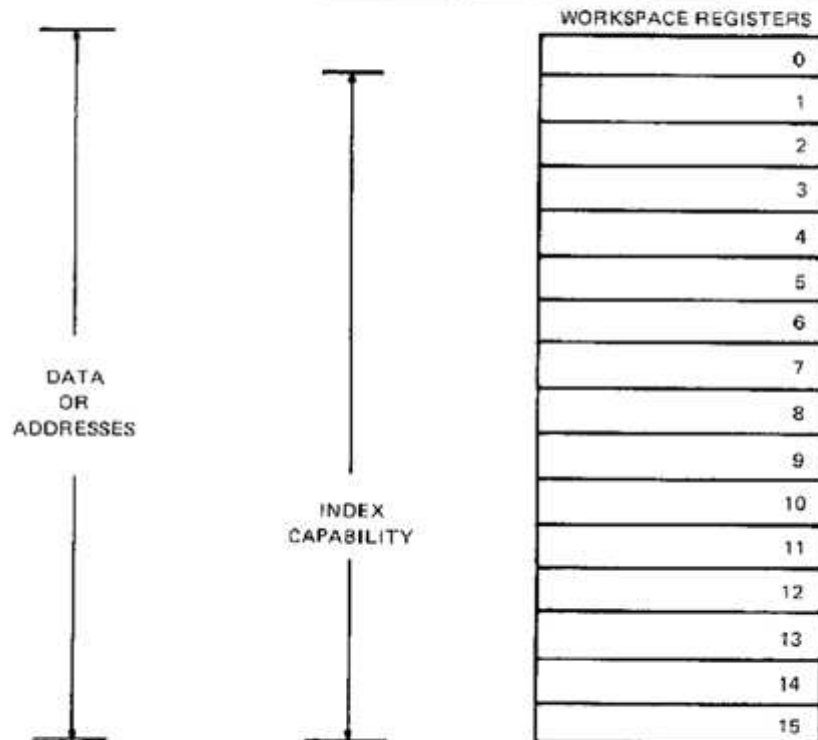 WORKSPACE REGISTERS
0
1
2
3
4
5
6
7
DATA
OR
ADDRESSES
8
9
INDEX
CAPABILITY
10
11
12
13
14
15